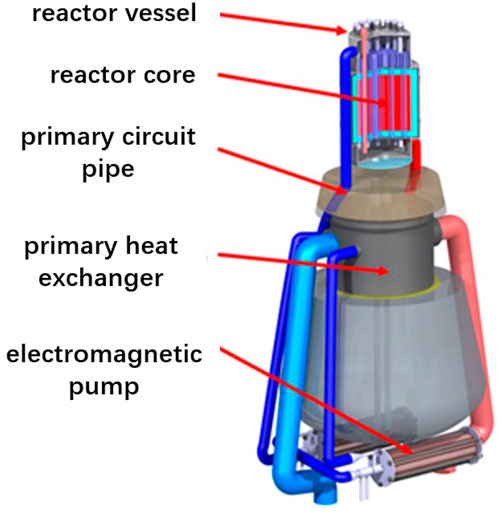 reactor vessel
reactor core
primary circuit
pipe
primary heat
exchanger
electromagnetic
pump